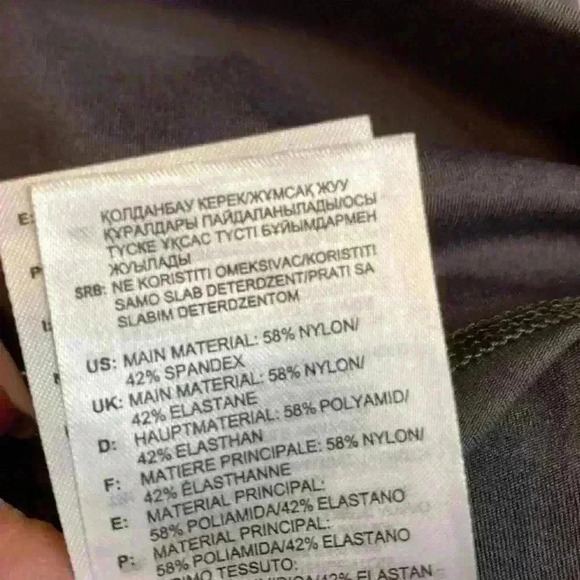 ҚОЛДАНБАУ КЕРЕК/ЖҰМСАҚ ЖУУ
ҚҰРАЛДАРЫ ПАЙДАЛАНЫЛАДЫ/ОСЫ
ТҮСКЕ ҰҚСАС ТҮСТІ БҰЙЫМДАРМЕН
ЖУЫЛАДЫ
SRB: NE KORISTITI OMEKSIVAC/KORISTITI
SAMO SLAB DETERDZENT/PRATI SA
SLABIM DETERDZENTOM
US: MAIN MATERIAL: 58% NYLON/
42% SPANDEX
UK: MAIN MATERIAL: 58% NYLON/
42% ELASTANE
D: HAUPTMATERIAL: 58% POLYAMID/
42% ELASTHAN
F: MATIERE PRINCIPALE: 58% NYLON/
42% ÉLASTHANNE
E: MATERIAL PRINCIPAL:
58% POLIAMIDA/42% ELASTANO
P: MATERIAL PRINCIPAL:
58% POLIAMIDA/42% ELASTANO
TESSUTO:
ELASTAN
E:
P